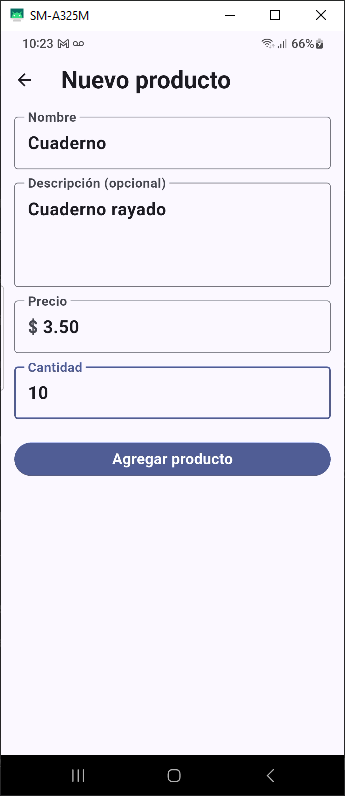 SM-A325M
10:23 66%
Nuevo producto
Nombre
Cuaderno
Descripción (opcional)
Cuaderno rayado
Precio
$ 3.50
Cantidad
10
Agregar producto